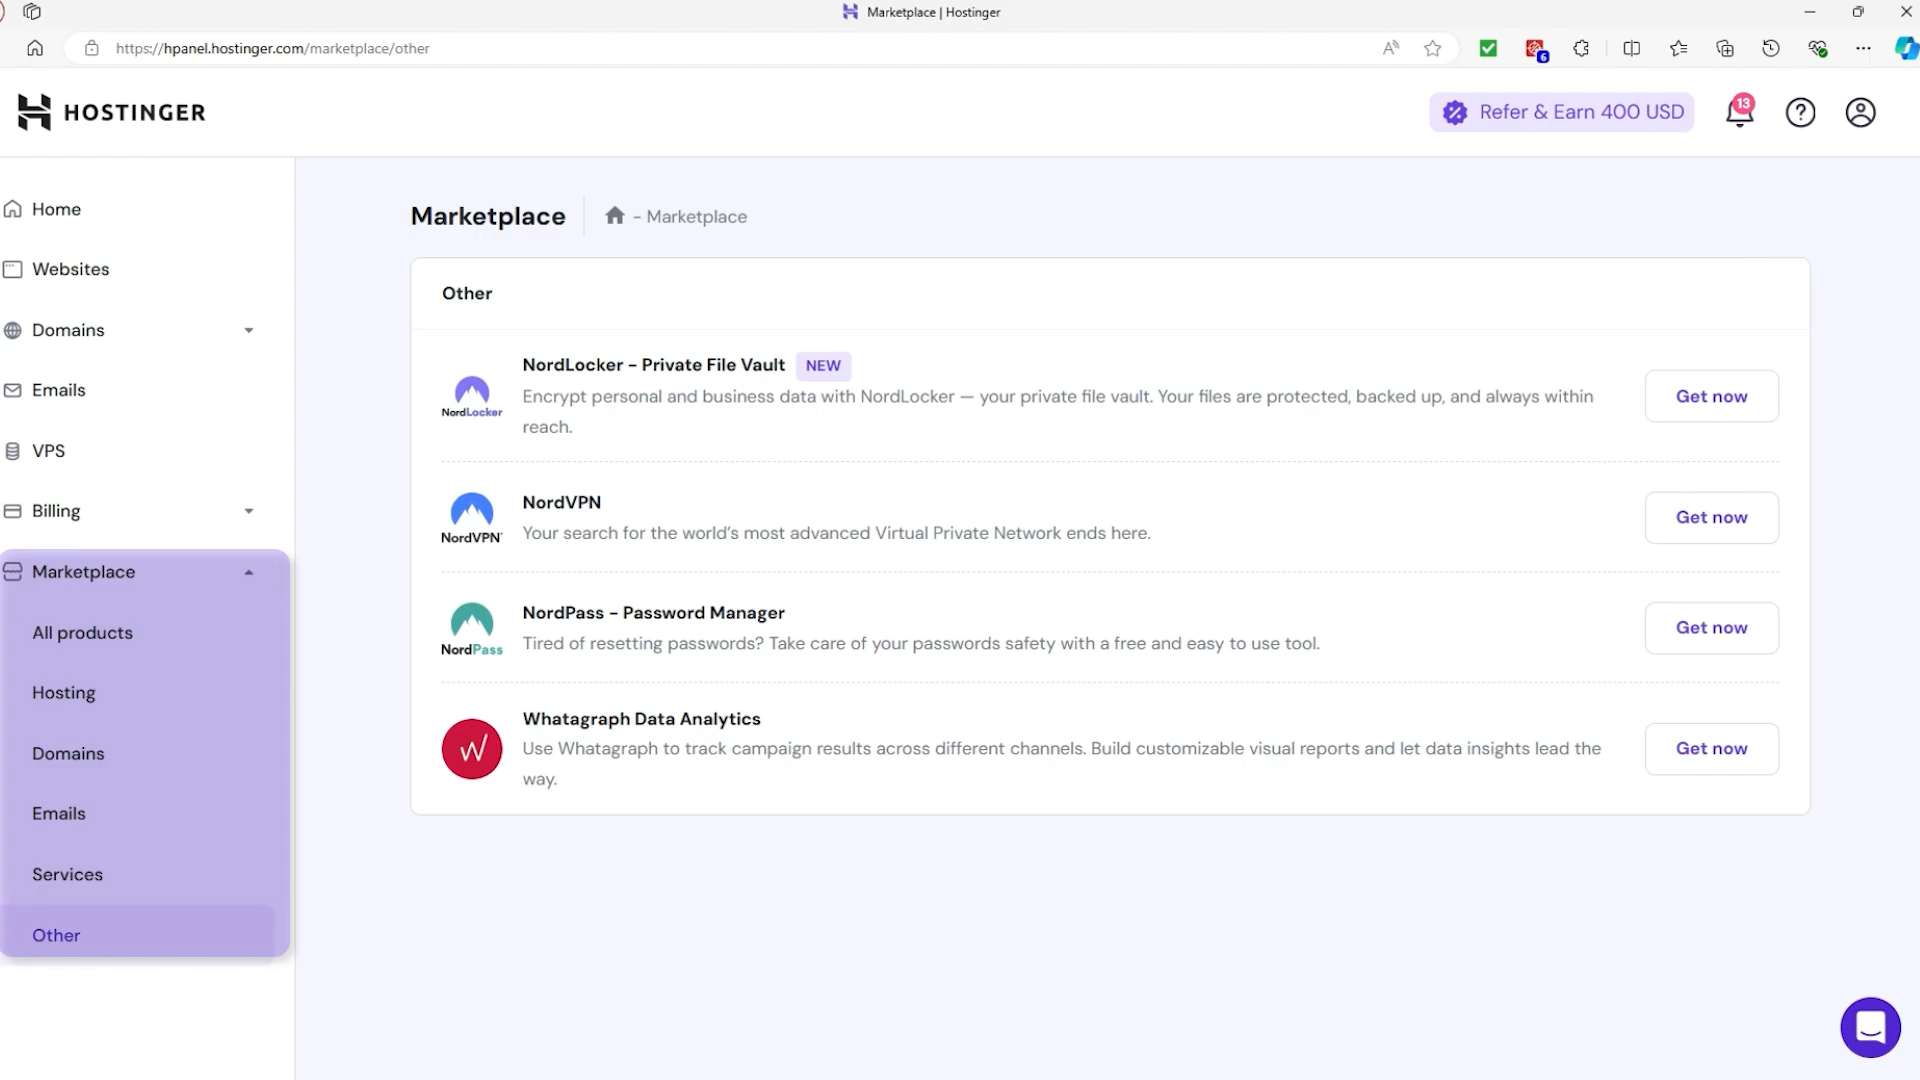 Marketplace | Hostinger
https://hpanel.hostinger.com/marketplace/other
6
HOSTINGER
Refer & Earn 400 USD
13
Home
Websites
Domains
Emails
VPS
Billing
Marketplace
All products
Hosting
Domains
Emails
Services
Other
Marketplace
- Marketplace
Other
NordLocker
NordLocker - Private File Vault NEW
Encrypt personal and business data with NordLocker — your private file vault. Your files are protected, backed up, and always within
reach.
Get now
NordVPN
NordVPN
Your search for the world's most advanced Virtual Private Network ends here.
Get now
NordPass
NordPass - Password Manager
Tired of resetting passwords? Take care of your passwords safety with a free and easy to use tool.
Get now
W
Whatagraph Data Analytics
Use Whatagraph to track campaign results across different channels. Build customizable visual reports and let data insights lead the
way.
Get now